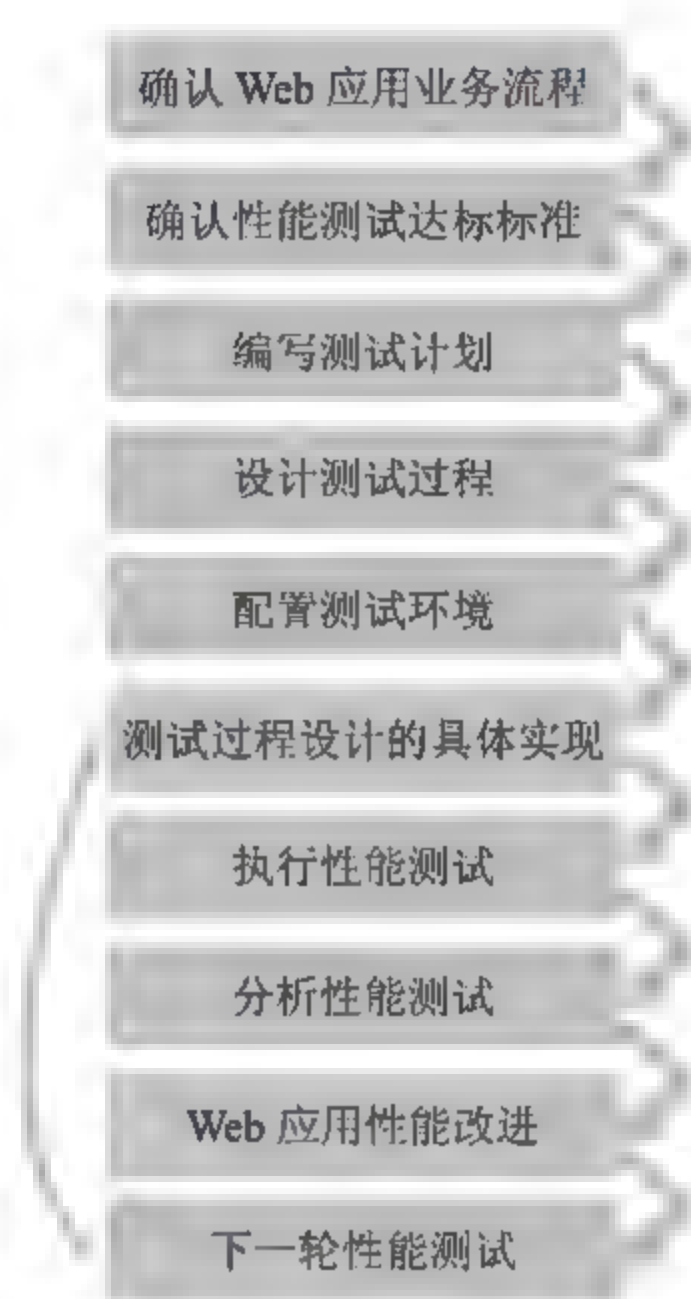 确认 Web 应用业务流程
确认性能测试达标标准
编写测试计划
设计测试过程
配置测试环境
测试过程设计的具体实现
执行性能测试
分析性能测试
Web 应用性能改进
下一轮性能测试